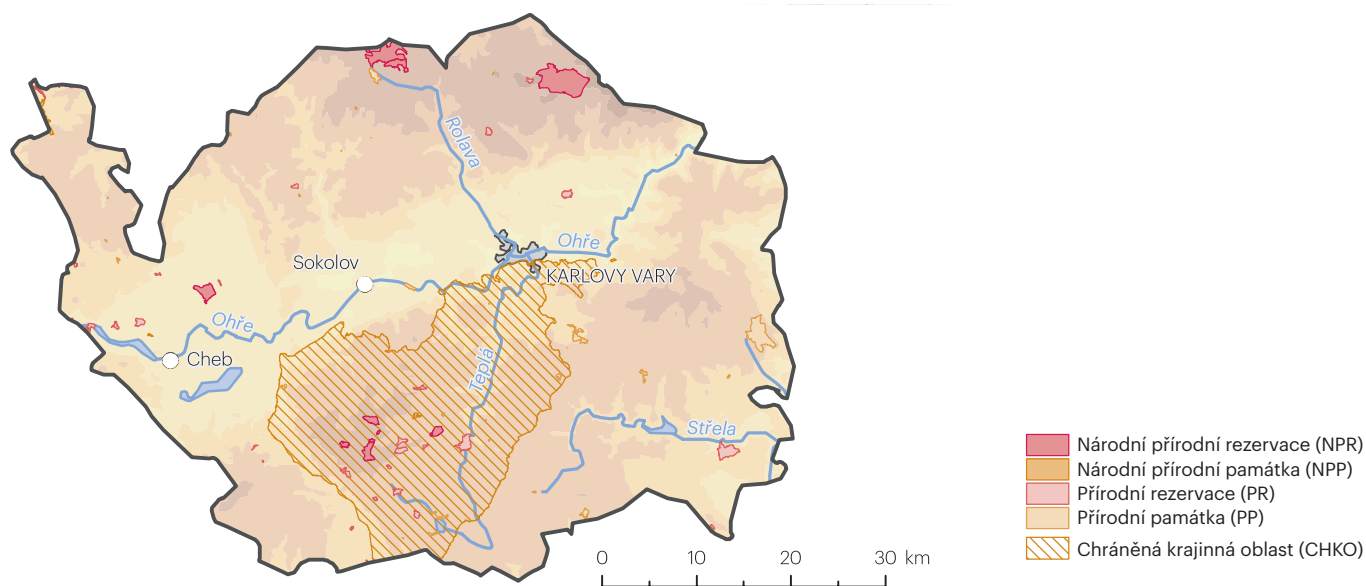 Rolava
Ohře
KARLOVY VARY
Sokolov
Ohře
Cheb
Teplá
Střela
Národní přírodní rezervace (NPR)
Národní přírodní památka (NPP)
Přírodní rezervace (PR)
Přírodní památka (PP)
Chráněná krajinná oblast (CHKO)
0 10 20 30 km